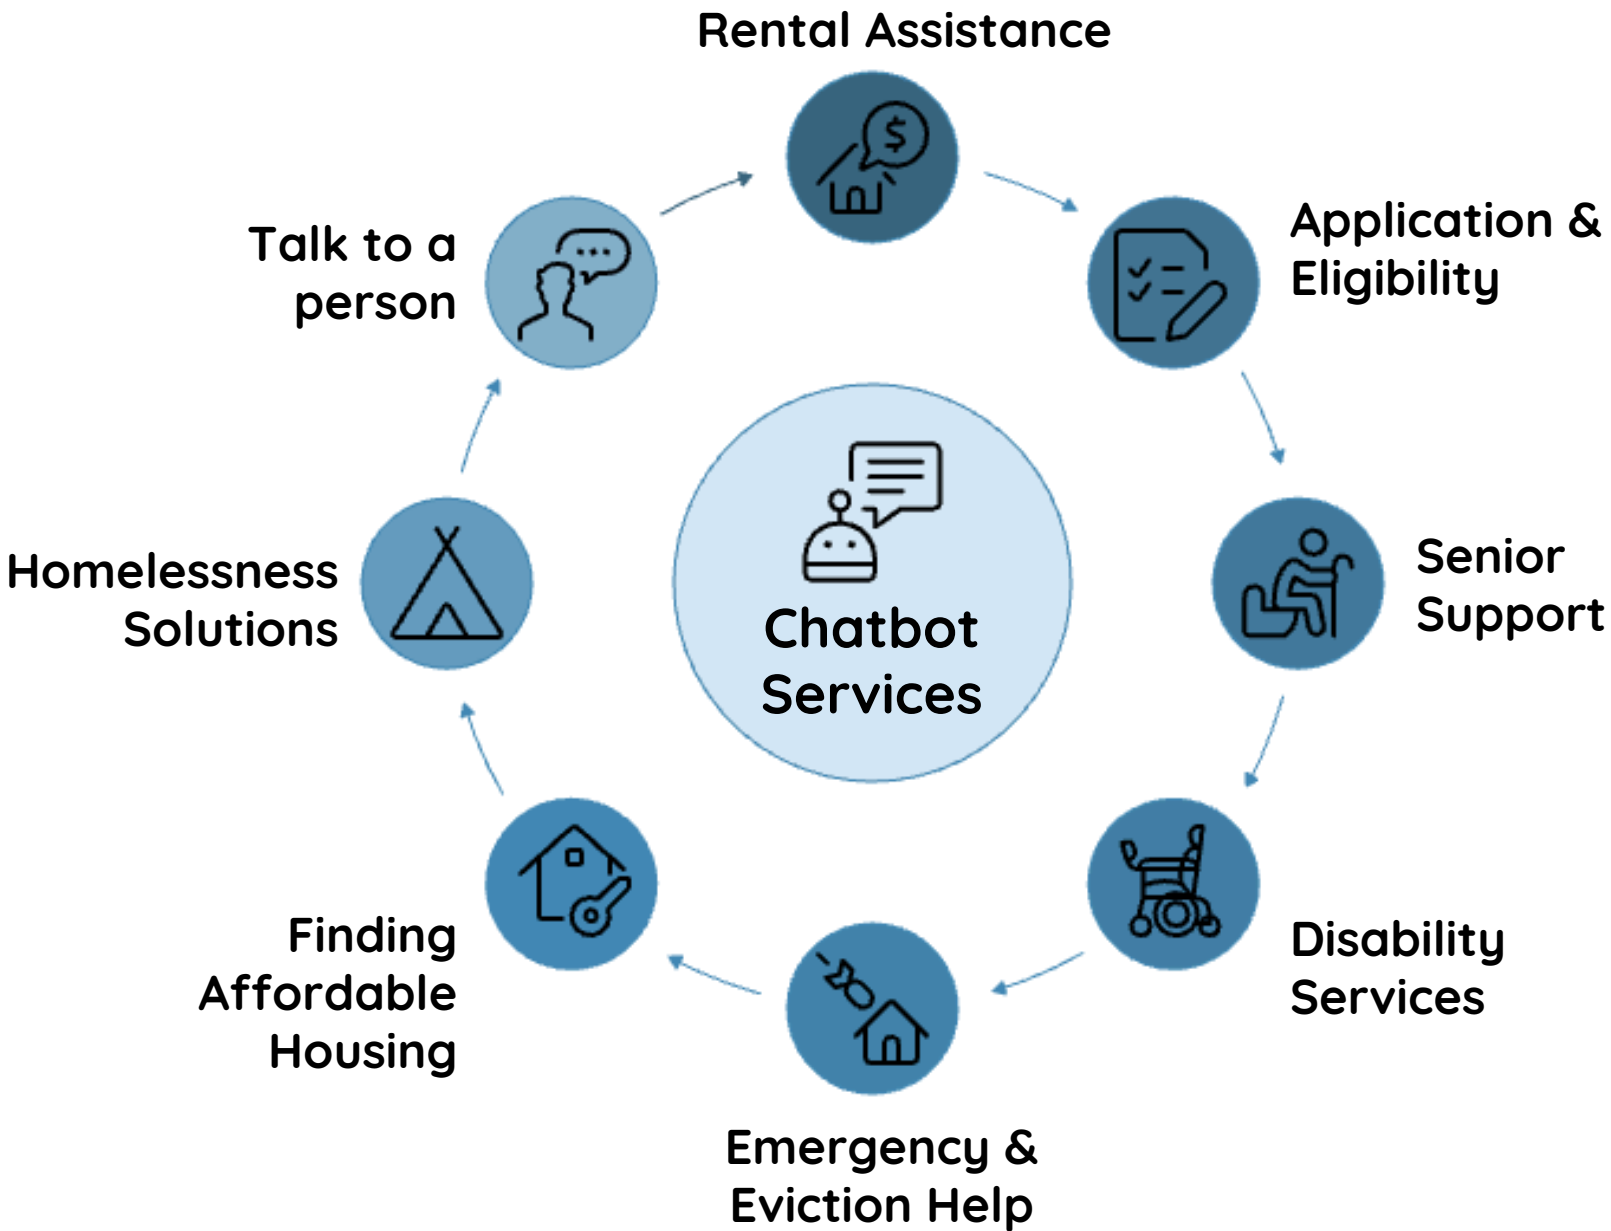 Rental Assistance
Application &
Eligibility
Senior
Support
Disability
Services
Emergency &
Eviction Help
Finding
Affordable
Housing
Homelessness
Solutions
Talk to a
person
Chatbot
Services
$